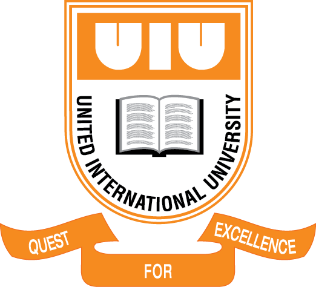 UIU
UNITED INTERNATIONAL UNIVERSITY
QUEST
FOR
EXCELLENCE